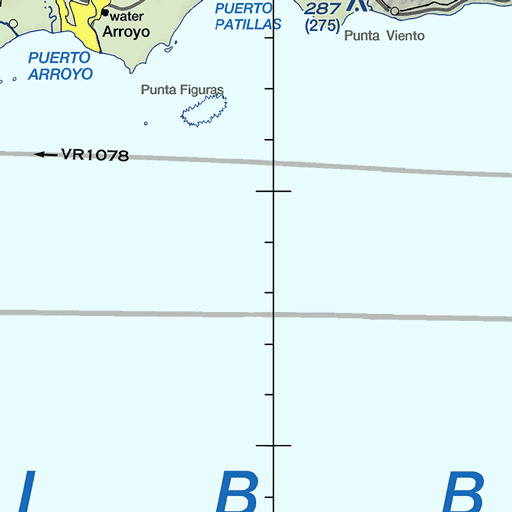 water
Arroyo
PUERTO
ARROYO
PUERTO
PATILLAS
287
(275)
Punta Viento
Punta Figuras
VR1078
I B B